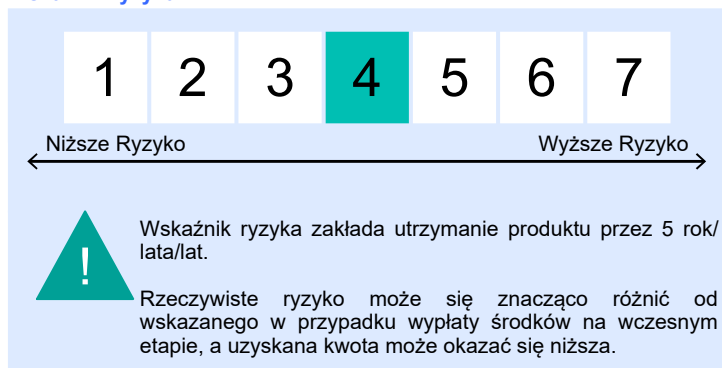 1 2 3 4 5 6 7
Niższe Ryzyko Wyższe Ryzyko
Wskaźnik ryzyka zakłada utrzymanie produktu przez 5 rok/
lata/lat.
!
Rzeczywiste ryzyko może się znacząco różnić od
wskazanego w przypadku wypłaty środków na wczesnym
etapie, a uzyskana kwota może okazać się niższa.